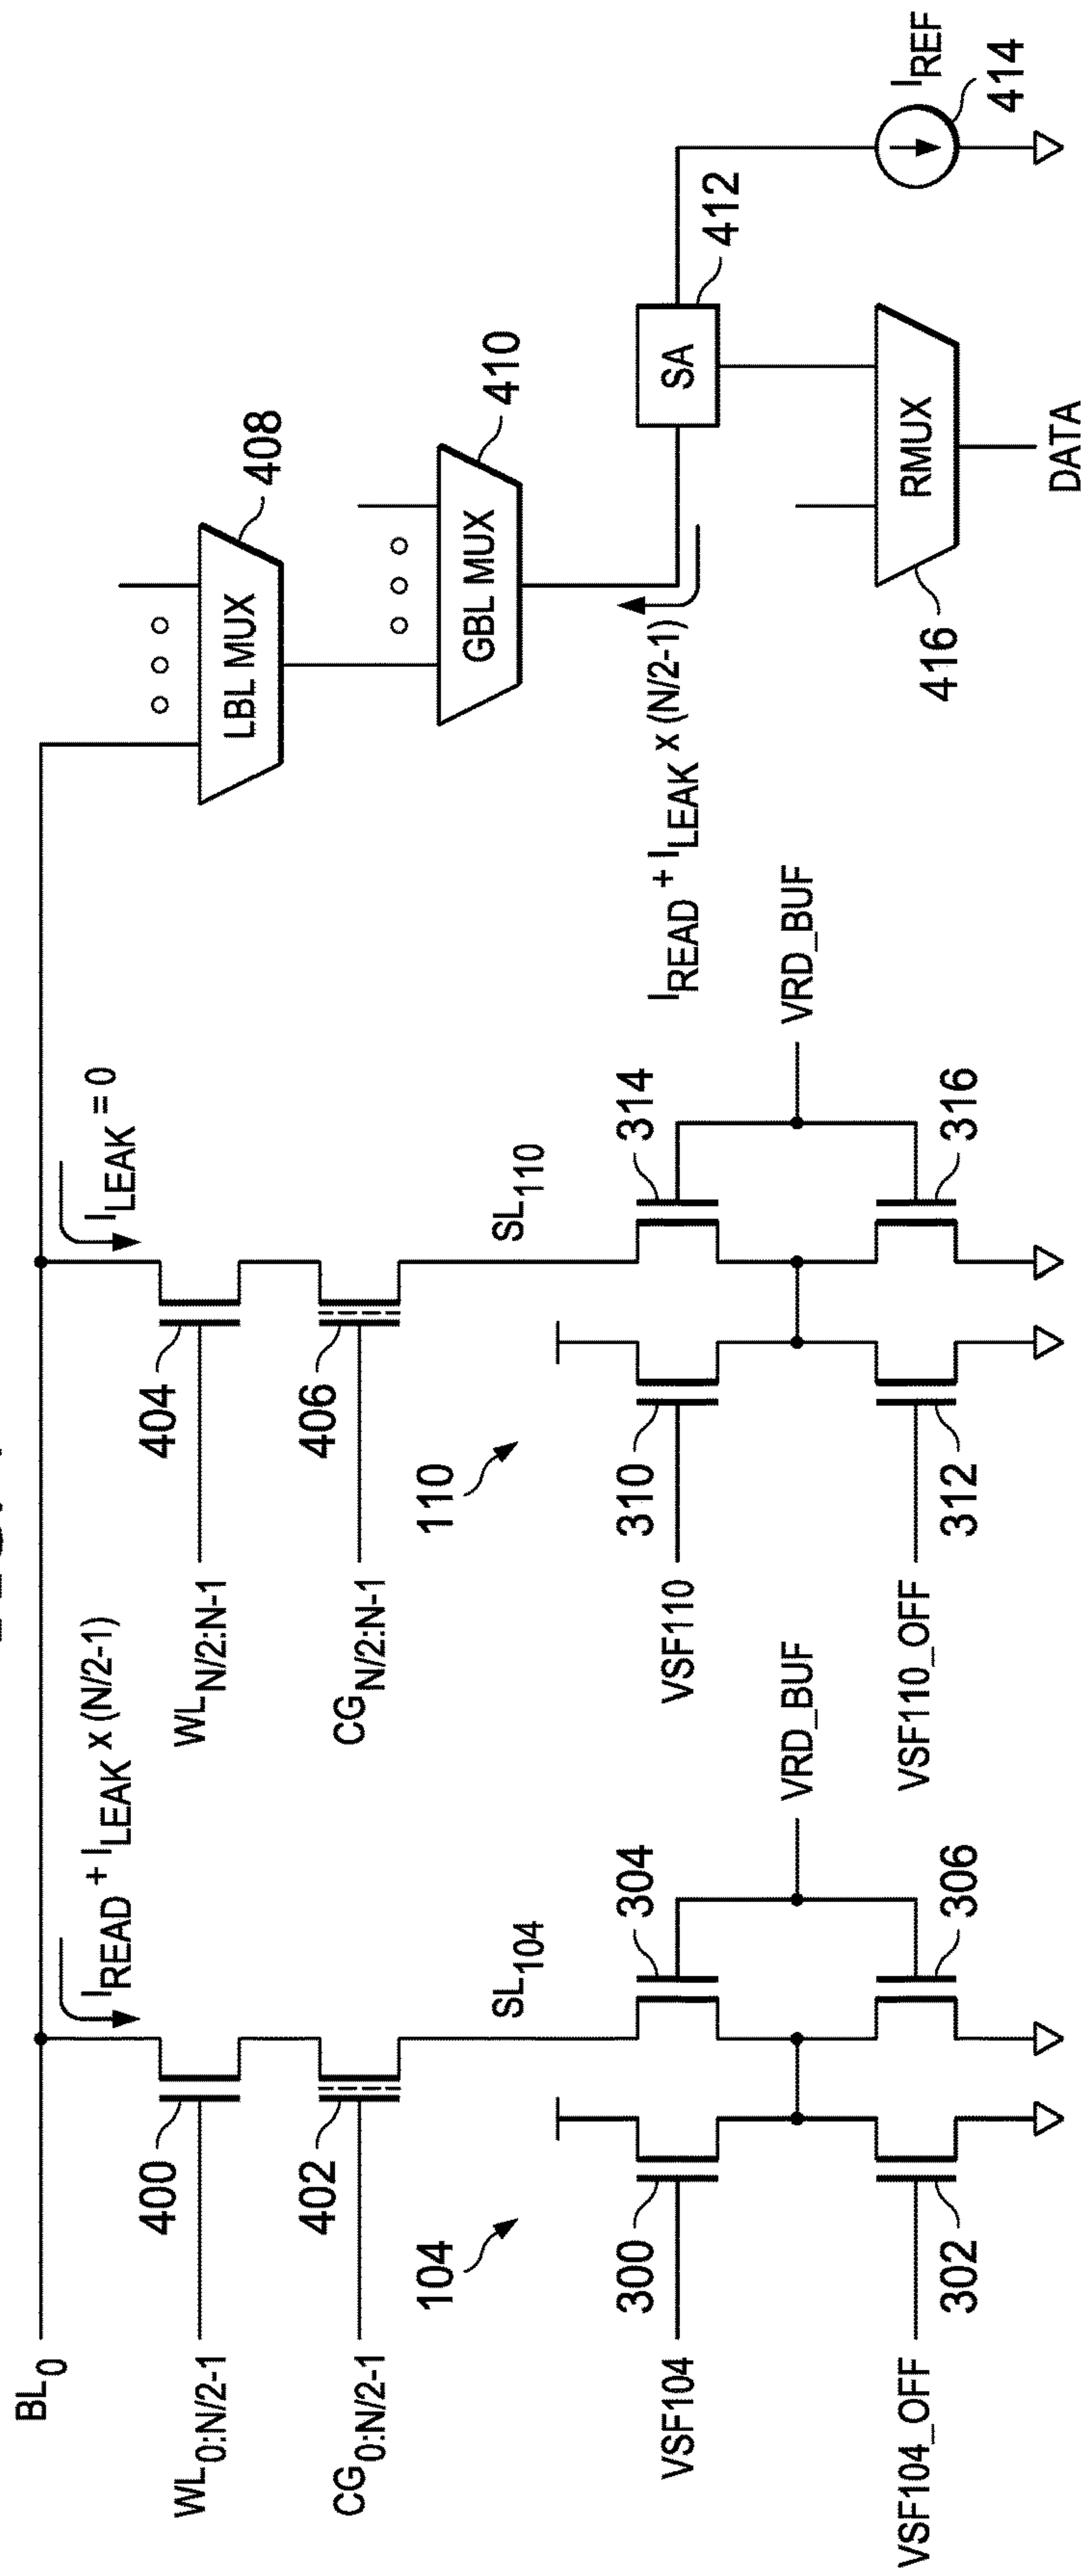 BL0
IREAD + ILEAK x (N/2-1)
ILEAK = 0
400
404
408
LBL MUX
WL0:N/2-1
WLN/2:N-1
402
406
410
GBL MUX
CG0:N/2-1
CGN/2:N-1
104
110
SL104
SL110
IREAD + ILEAK x (N/2-1)
300
304
310
314
SA
412
VSF104
VSF110
VRD_BUF
VRD_BUF
302
306
312
316
416
RMUX
IREF
414
VSF104_OFF
VSF110_OFF
DATA